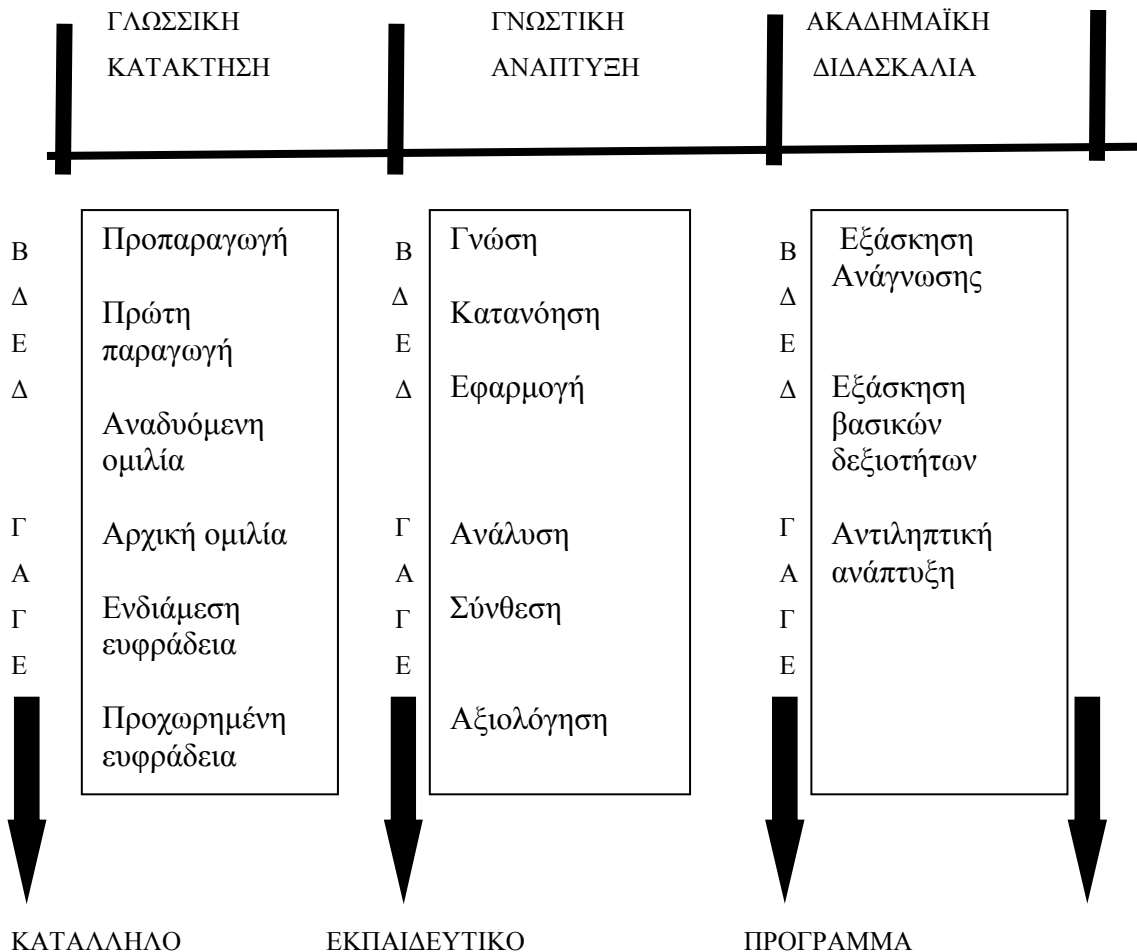 ΓΛΩΣΣΙΚΗ
ΚΑΤΑΚΤΗΣΗ
ΓΝΩΣΤΙΚΗ
ΑΝΑΠΤΥΞΗ
ΑΚΑΔΗΜΑΪΚΗ
ΔΙΔΑΣΚΑΛΙΑ
Β
Δ
Ε
Δ
Γ
Α
Γ
Ε
Προπαραγωγή
Πρώτη
παραγωγή
Αναδυόμενη
ομιλία
Αρχική ομιλία
Ενδιάμεση
ευφράδεια
Προχωρημένη
ευφράδεια
Β
Δ
Ε
Δ
Γ
Α
Γ
Ε
Γνώση
Κατανόηση
Εφαρμογή
Ανάλυση
Σύνθεση
Αξιολόγηση
Β
Δ
Ε
Δ
Γ
Α
Γ
Ε
Εξάσκηση
Ανάγνωσης
Εξάσκηση
βασικών
δεξιοτήτων
Αντιληπτική
ανάπτυξη
ΚΑΤΑΛΛΗΛΟ ΕΚΠΑΙΔΕΥΤΙΚΟ ΠΡΟΓΡΑΜΜΑ